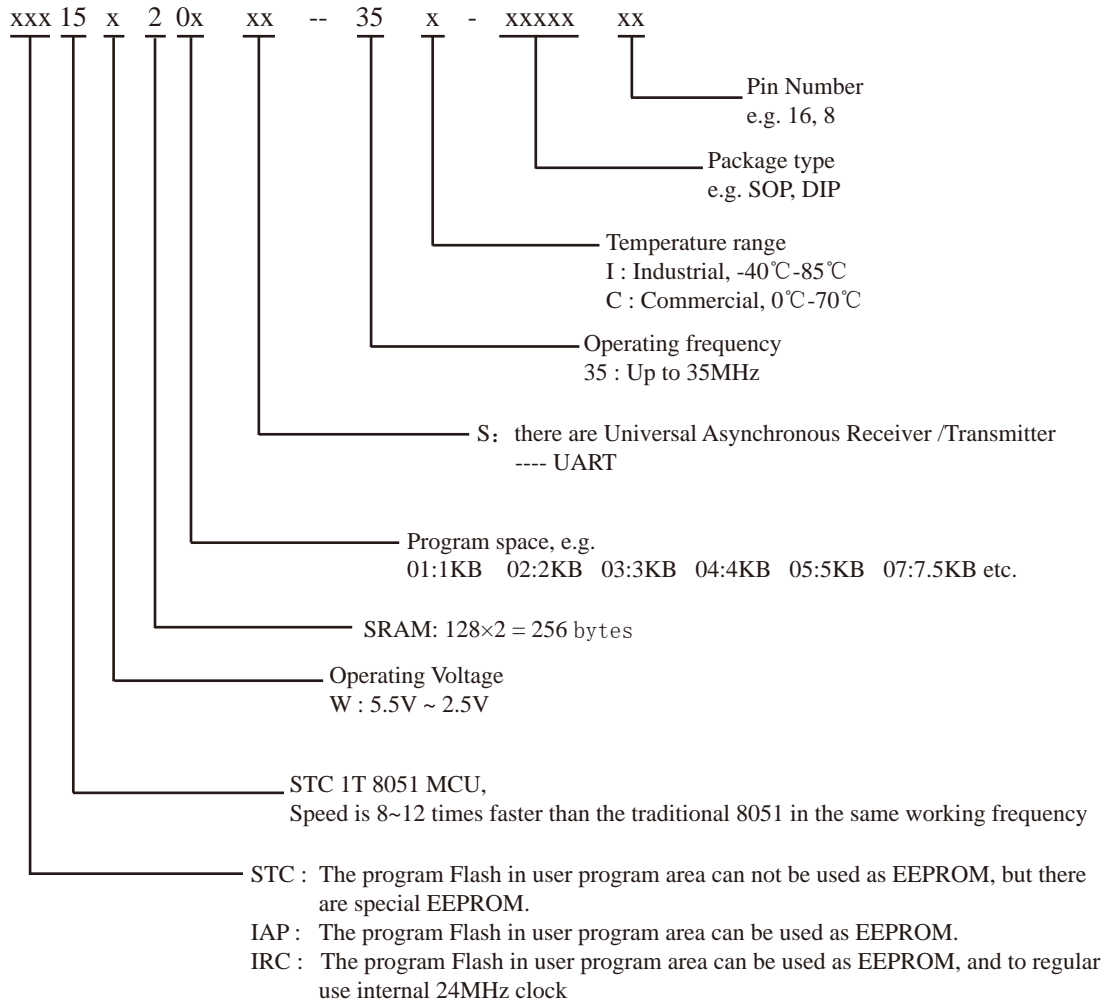 xxx 15 x 2 0x xx -- 35 x - xxxxx xx
Pin Number
e.g. 16, 8
Package type
e.g. SOP, DIP
Temperature range
I : Industrial, -40℃-85℃
C : Commercial, 0℃-70℃
Operating frequency
35 : Up to 35MHz
S： there are Universal Asynchronous Receiver /Transmitter
---- UART
Program space, e.g.
01:1KB 02:2KB 03:3KB 04:4KB 05:5KB 07:7.5KB etc.
SRAM: 128×2 = 256 bytes
Operating Voltage
W : 5.5V ~ 2.5V
STC 1T 8051 MCU,
Speed is 8~12 times faster than the traditional 8051 in the same working frequency
STC : The program Flash in user program area can not be used as EEPROM, but there
are special EEPROM.
IAP : The program Flash in user program area can be used as EEPROM.
IRC : The program Flash in user program area can be used as EEPROM, and to regular
use internal 24MHz clock